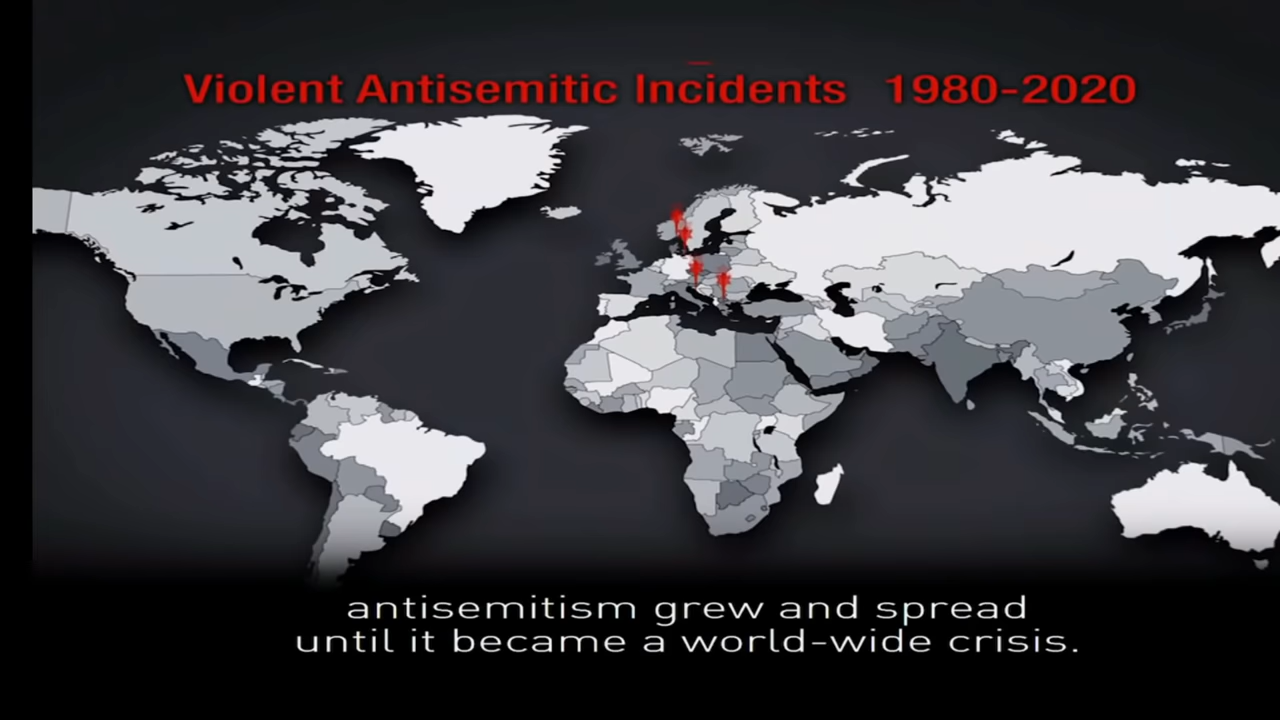 Violent Antisemitic Incidents 1980-2020
antisemitism grew and spread
until it became a world-wide crisis.